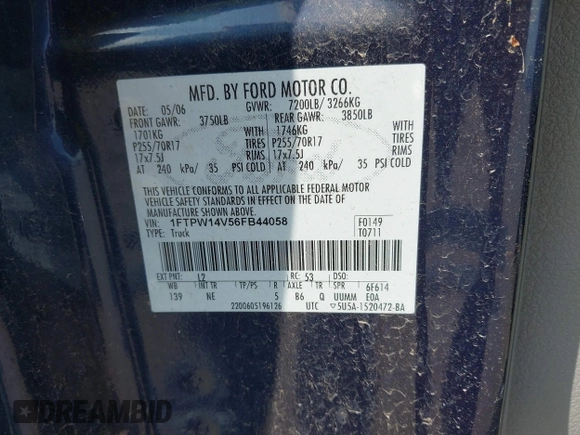 MFD. BY FORD MOTOR CO.
DATE: 05/06 GVWR: 7200LB/ 3266KG
FRONT GAWR: 3750LB REAR GAWR: 3850LB
1701KG WITH 1746KG WITH
P255/70R17 TIRES P255/70R17 TIRES
17x7.5J RIMS 17x7.5J RIMS
AT 240 kPa/ 35 PSI COLD AT 240 kPa/ 35 PSI COLD
THIS VEHICLE CONFORMS TO ALL APPLICABLE FEDERAL MOTOR
VEHICLE SAFETY STANDARDS IN EFFECT ON THE DATE OF
MANUFACTURE SHOWN ABOVE.
VIN: 1FTPW14V56FB44058 F0149
TYPE: Truck T0711
EXT PNT: L2 RC: 53 DSO:
WB INT TR TP/PS R AXLE TR SPR 6F614
139 NE 5 B6 Q UUMM E0A
2200605196126 UTC ▽5U5A-1520472-BA
DREAMBID